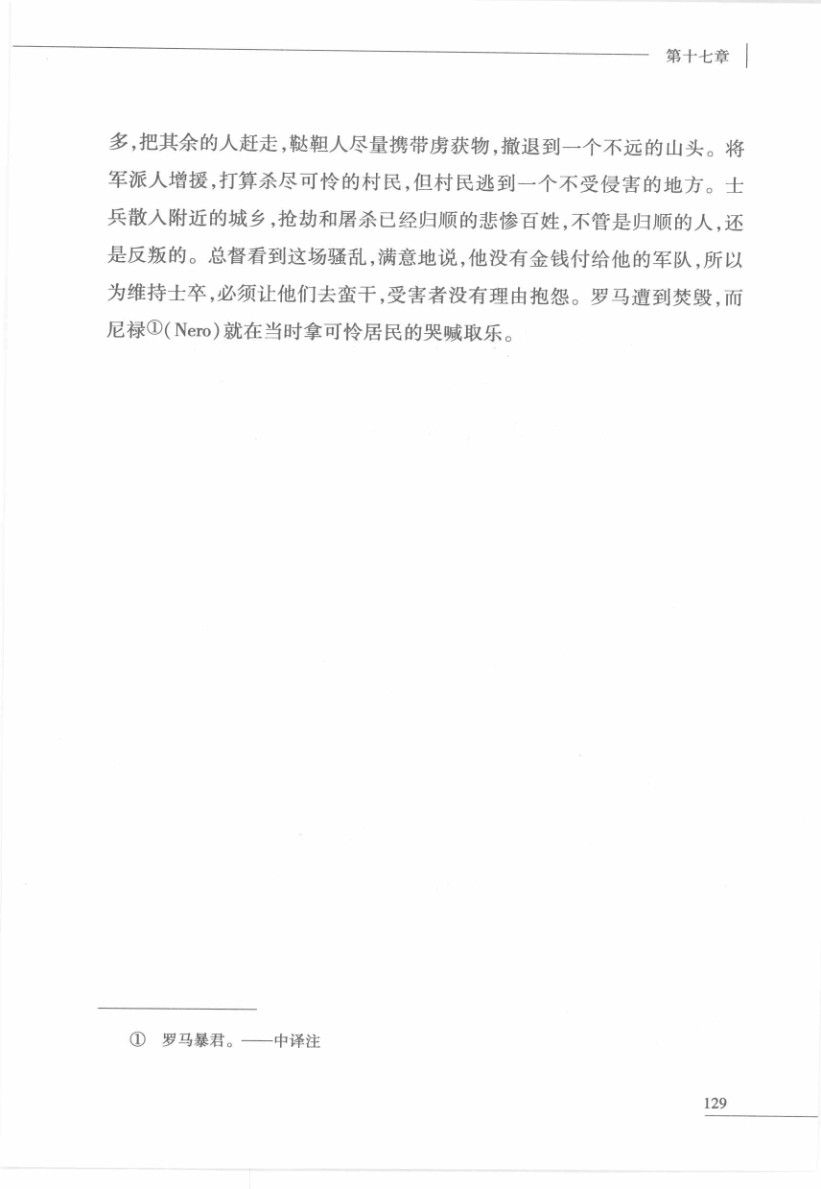 第十七章
多,把其余的人赶走,鞑靼人尽量携带虏获物,撤退到一个不远的山头。将
军派人增援,打算杀尽可怜的村民,但村民逃到一个不受侵害的地方。士
兵散入附近的城乡,抢劫和屠杀已经归顺的悲惨百姓,不管是归顺的人,还
是反叛的。总督看到这场骚乱,满意地说,他没有金钱付给他的军队,所以
为维持士卒,必须让他们去蛮干,受害者没有理由抱怨。罗马遭到焚毁,而
尼禄①(Nero)就在当时拿可怜居民的哭喊取乐。
① 罗马暴君。——中译注
129